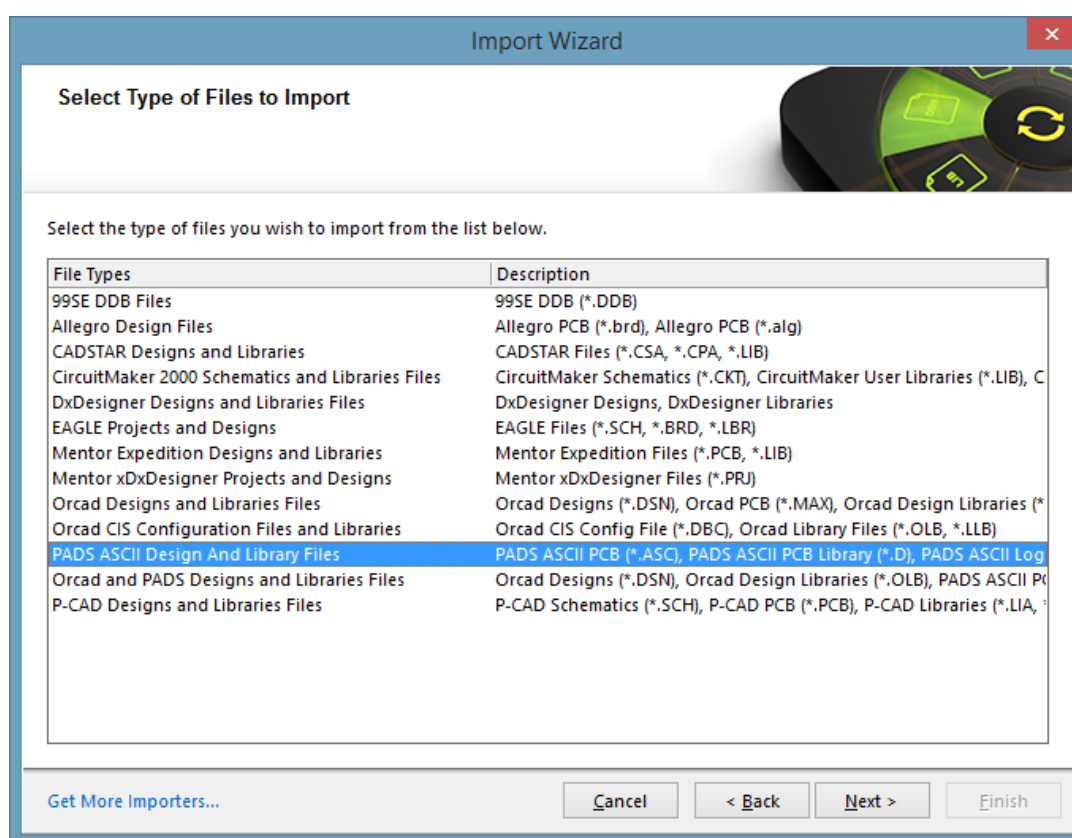 Import Wizard
Select Type of Files to Import
Select the type of files you wish to import from the list below.
File Types Description
99SE DDB Files 99SE DDB (*.DDB)
Allegro Design Files Allegro PCB (*.brd), Allegro PCB (*.alg)
CADSTAR Designs and Libraries CADSTAR Files (*.CSA, *.CPA, *.LIB)
CircuitMaker 2000 Schematics and Libraries Files CircuitMaker Schematics (*.CKT), CircuitMaker User Libraries (*.LIB), C
DxDesigner Designs and Libraries Files DxDesigner Designs, DxDesigner Libraries
EAGLE Projects and Designs EAGLE Files (*.SCH, *.BRD, *.LBR)
Mentor Expedition Designs and Libraries Mentor Expedition Files (*.PCB, *.LIB)
Mentor xDxDesigner Projects and Designs Mentor xDxDesigner Files (*.PRJ)
Orcad Designs and Libraries Files Orcad Designs (*.DSN), Orcad PCB (*.MAX), Orcad Design Libraries (*
Orcad CIS Configuration Files and Libraries Orcad CIS Config File (*.DBC), Orcad Library Files (*.OLB, *.LLB)
PADS ASCII Design And Library Files PADS ASCII PCB (*.ASC), PADS ASCII PCB Library (*.D), PADS ASCII Log
Orcad and PADS Designs and Libraries Files Orcad Designs (*.DSN), Orcad Design Libraries (*.OLB), PADS ASCII P
P-CAD Designs and Libraries Files P-CAD Schematics (*.SCH), P-CAD PCB (*.PCB), P-CAD Libraries (*.LIA,
Get More Importers... Cancel < Back Next > Finish